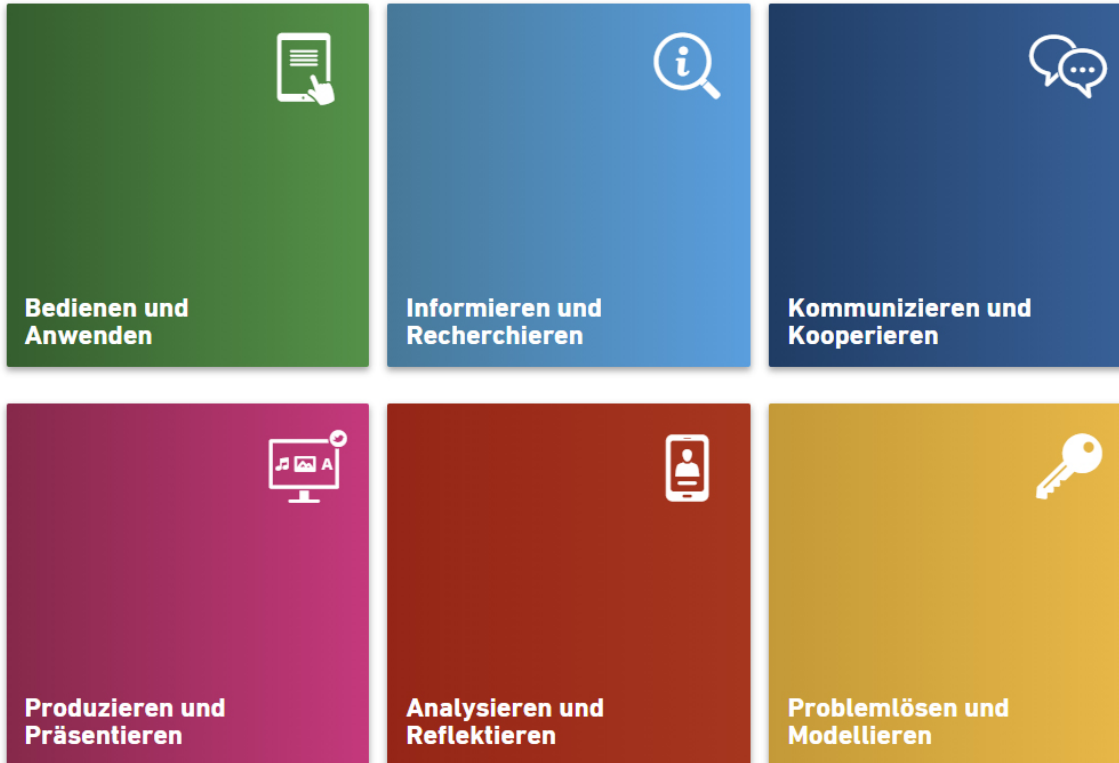 Bedienen und
Anwenden
Informieren und
Recherchieren
Kommunizieren und
Kooperieren
A
Produzieren und
Präsentieren
Analysieren und
Reflektieren
Problemlösen und
Modellieren